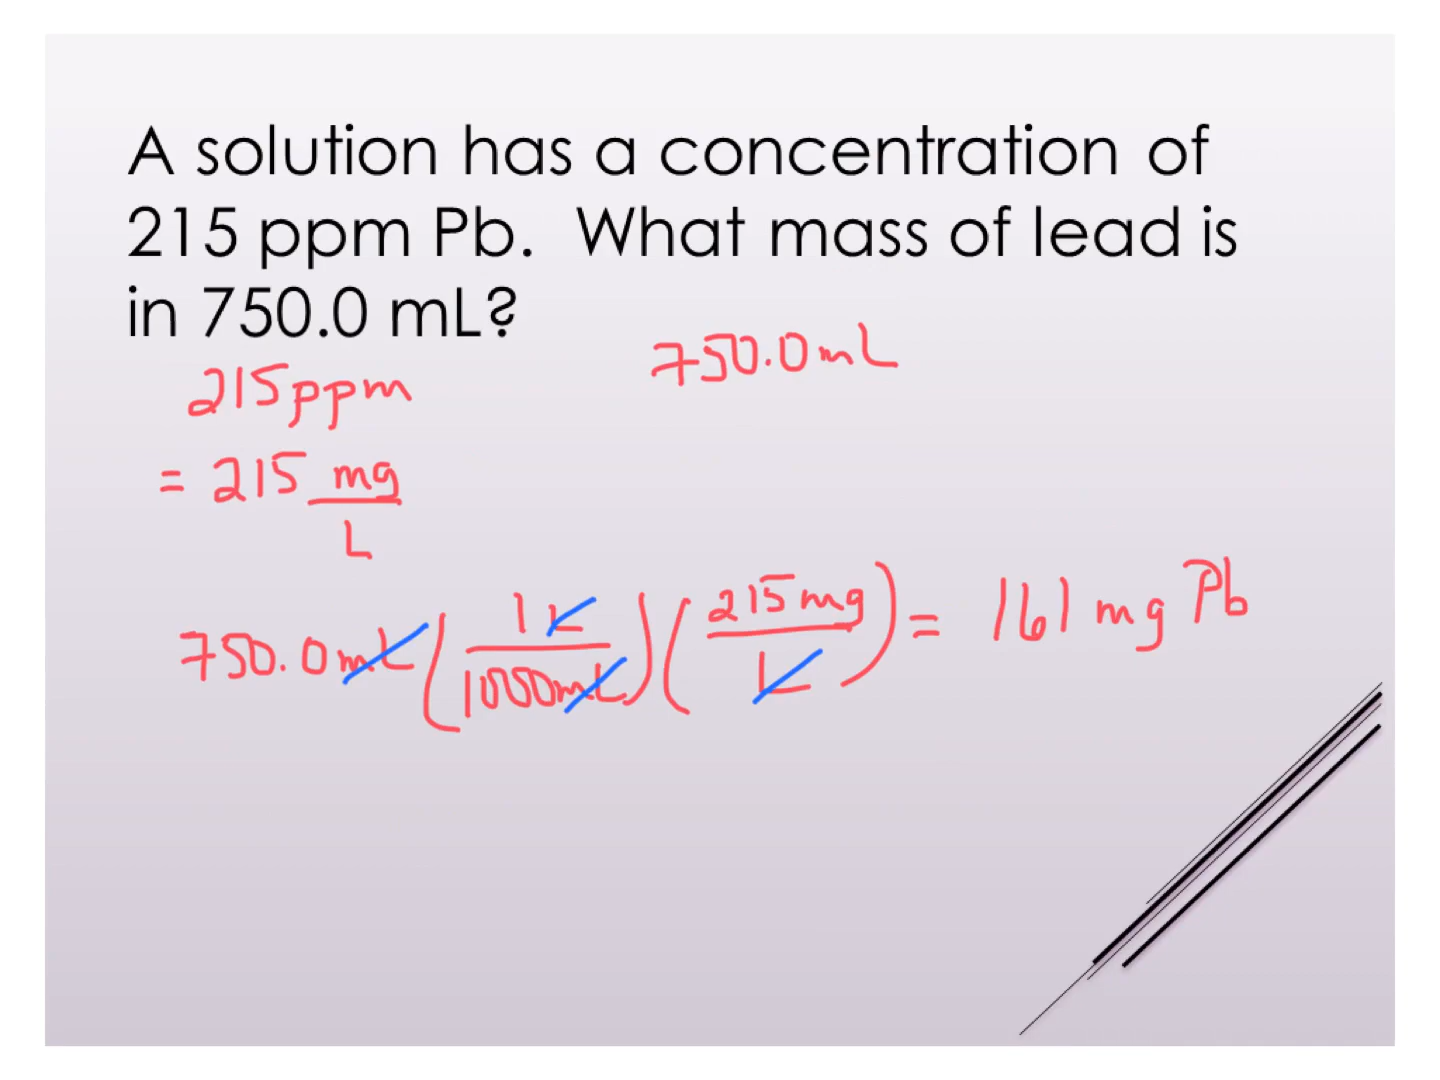 A solution has a concentration of
215 ppm Pb. What mass of lead is
in 750.0 mL?
215 ppm
750.0 mL
= 215 mg/L
750.0 mL (1 L/1000 mL)(215 mg/L) = 161 mg Pb